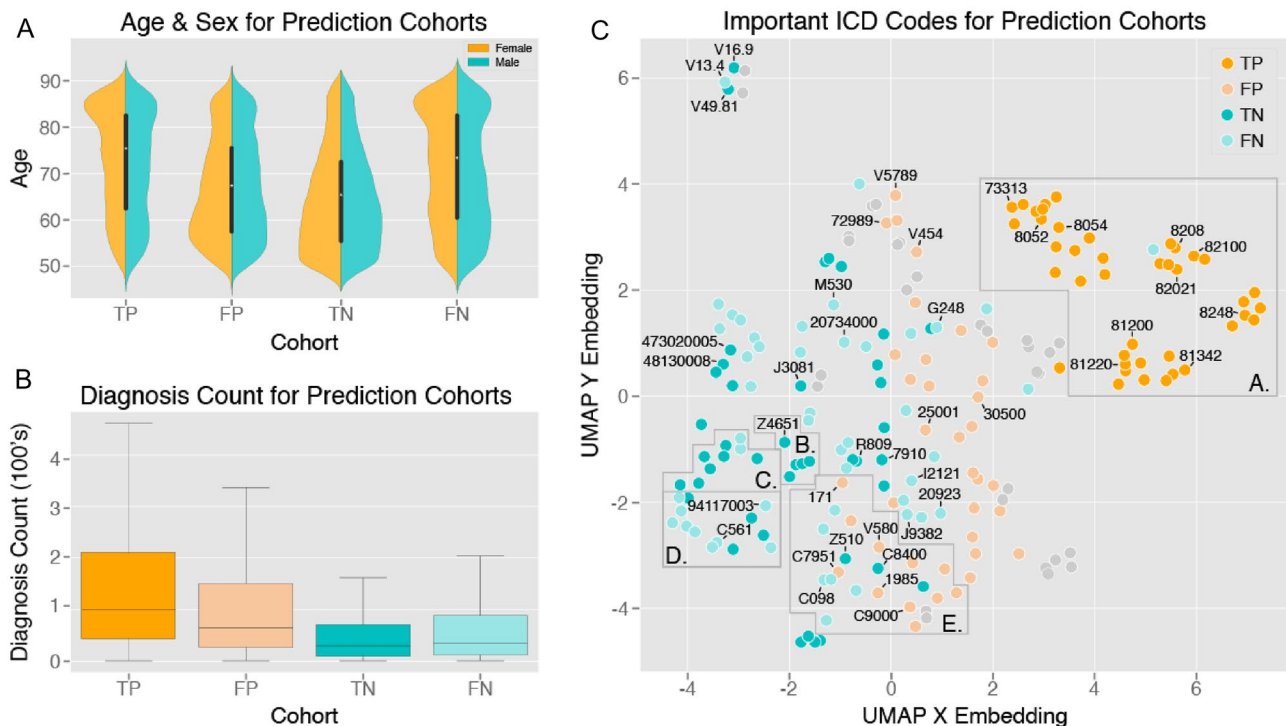 A
Age & Sex for Prediction Cohorts
Female
Male
90
80
70
60
50
Age
TP
FP
TN
FN
Cohort
B
Diagnosis Count for Prediction Cohorts
4
3
2
1
0
Diagnosis Count (100's)
TP
FP
TN
FN
Cohort
C
Important ICD Codes for Prediction Cohorts
TP
FP
TN
FN
V16.9
V13.4
V49.81
V5789
72989
V454
73313
8052
8054
8208
82100
82021
8248
M530
G248
20734000
473020005
48130008
J3081
81200
81220
81342
A.
25001
30500
Z4651
B.
R809
7910
C.
I2121
171
20923
94117003
J9382
C561
V580
Z510
D.
C7951
C8400
1985
C098
C9000
E.
6
4
2
0
-2
-4
UMAP Y Embedding
-4
-2
0
2
4
6
UMAP X Embedding